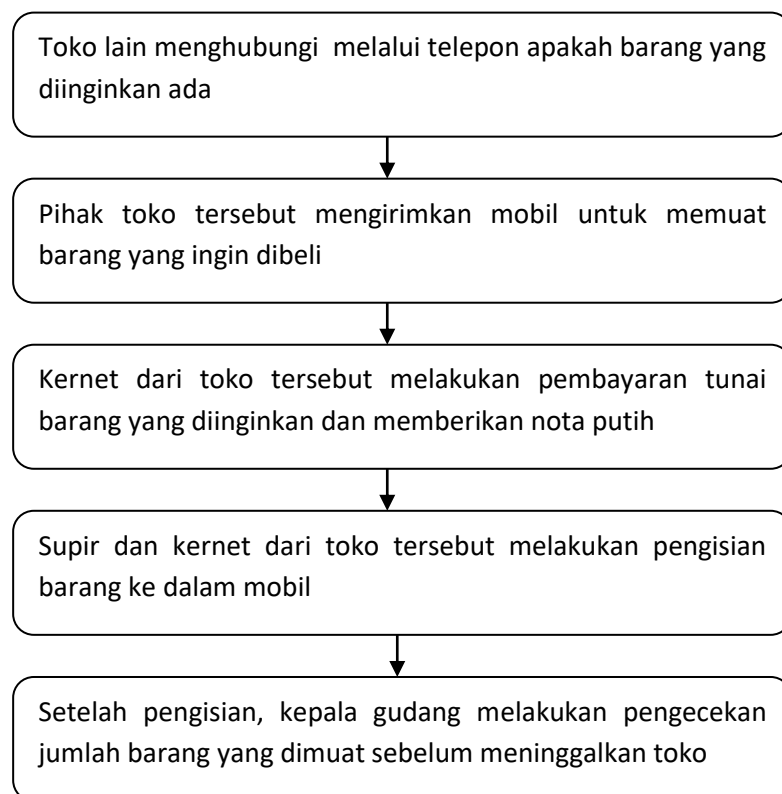 Toko lain menghubungi melalui telepon apakah barang yang
diinginkan ada
Pihak toko tersebut mengirimkan mobil untuk memuat
barang yang ingin dibeli
Kernet dari toko tersebut melakukan pembayaran tunai
barang yang diinginkan dan memberikan nota putih
Supir dan kernet dari toko tersebut melakukan pengisian
barang ke dalam mobil
Setelah pengisian, kepala gudang melakukan pengecekan
jumlah barang yang dimuat sebelum meninggalkan toko